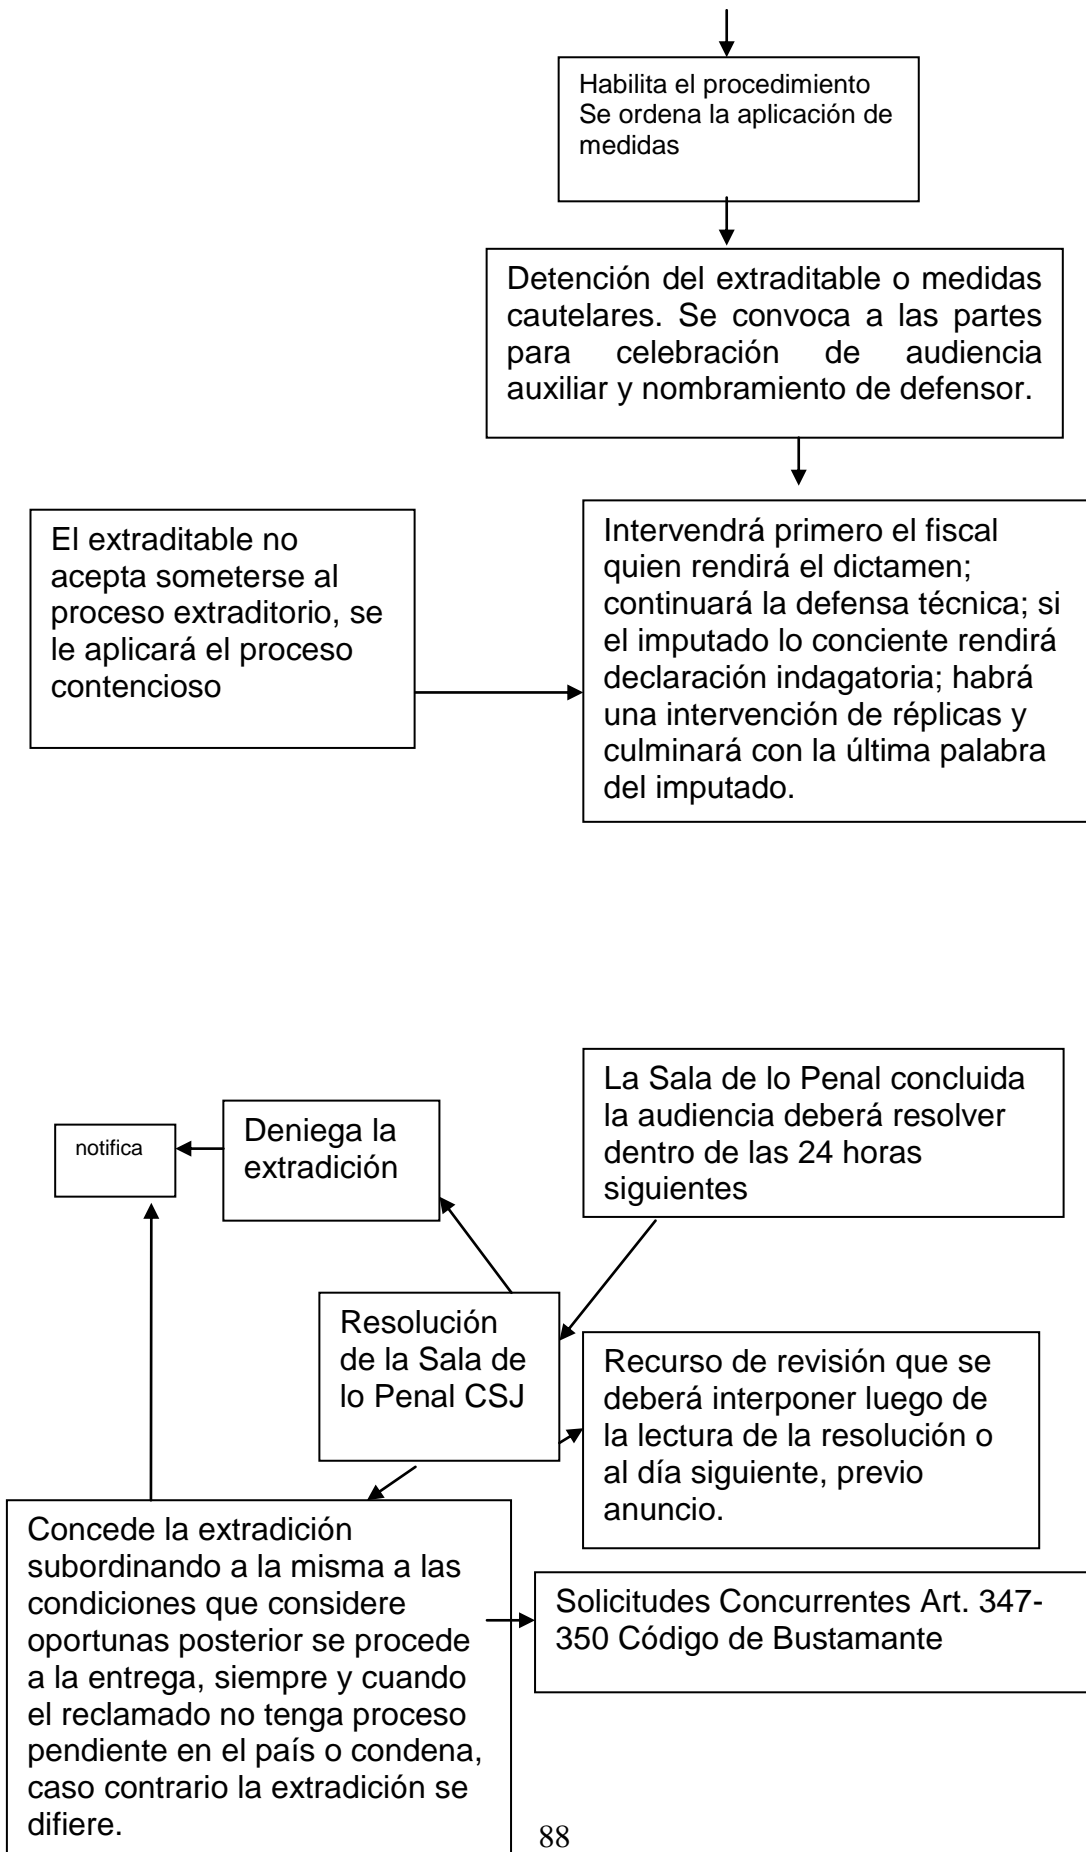 Habilita el procedimiento
Se ordena la aplicación de
medidas
Detención del extraditable o medidas
cautelares. Se convoca a las partes
para celebración de audiencia
auxiliar y nombramiento de defensor.
El extraditable no
acepta someterse al
proceso extraditorio, se
le aplicará el proceso
contencioso
Intervendrá primero el fiscal
quien rendirá el dictamen;
continuará la defensa técnica; si
el imputado lo conciente rendirá
declaración indagatoria; habrá
una intervención de réplicas y
culminará con la última palabra
del imputado.
La Sala de lo Penal concluida
la audiencia deberá resolver
dentro de las 24 horas
siguientes
notifica
Deniega la
extradición
Resolución
de la Sala de
lo Penal CSJ
Recurso de revisión que se
deberá interponer luego de
la lectura de la resolución o
al día siguiente, previo
anuncio.
Concede la extradición
subordinando a la misma a las
condiciones que considere
oportunas posterior se procede
a la entrega, siempre y cuando
el reclamado no tenga proceso
pendiente en el país o condena,
caso contrario la extradición se
difiere.
Solicitudes Concurrentes Art. 347-
350 Código de Bustamante
88